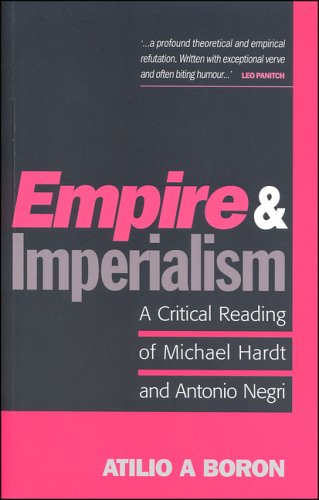 ‘...a profound theoretical and empirical
refutation. Written with exceptional verve
and often biting humour...’ LEO PANITCH
Empire &
Imperialism
A Critical Reading
of Michael Hardt
and Antonio Negri
ATILIO A BORON